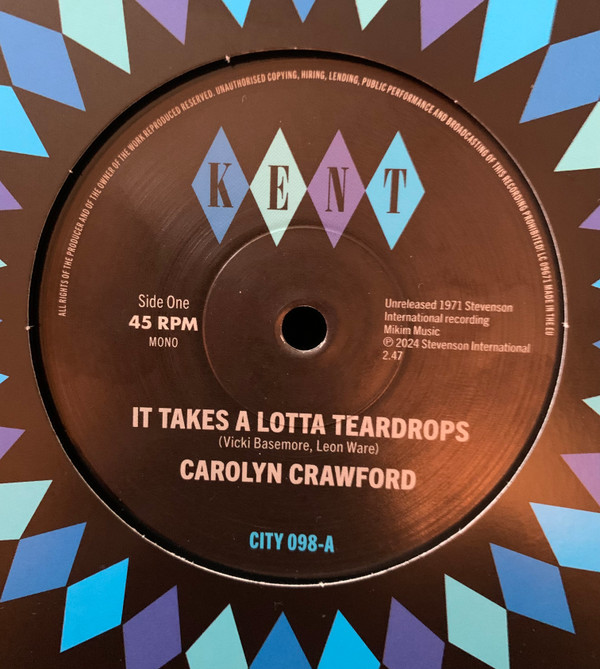 ALL RIGHTS OF THE PRODUCER AND OF THE OWNER OF THE WORK REPRODUCED RESERVED. UNAUTHORISED COPYING, HIRING, LENDING, PUBLIC PERFORMANCE AND BROADCASTING OF THIS RECORDING PROHIBITED! LC 09671 MADE IN THE EU
KENT
Side One
45 RPM
MONO
Unreleased 1971 Stevenson
International recording
Mikim Music
℗ 2024 Stevenson International
2.47
IT TAKES A LOTTA TEARDROPS
(Vicki Basemore, Leon Ware)
CAROLYN CRAWFORD
CITY 098-A